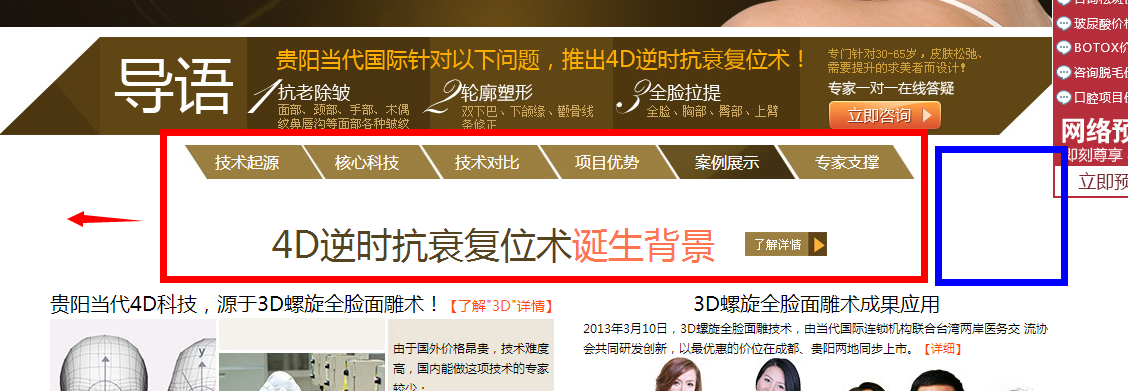 导语
贵阳当代国际针对以下问题，推出4D逆时抗衰复位术！
1 抗老除皱
面部、颈部、手部、木偶
纹鼻唇沟等面部各种皱纹
2 轮廓塑形
双下巴、下颌缘、颧骨线
条修正
3 全脸拉提
全脸、胸部、臀部、上臂
专门针对30-65岁，皮肤松弛、
需要提升的求美者而设计！
专家一对一在线答疑
立即咨询
玻尿酸价
BOTOX价
咨询脱毛
口腔项目
网络预
即刻尊享
立即预
技术起源
核心科技
技术对比
项目优势
案例展示
专家支撑
4D逆时抗衰复位术诞生背景
了解详情
贵阳当代4D科技，源于3D螺旋全脸面雕术！【了解"3D"详情】
由于国外价格昂贵，技术难度
高，国内能做这项技术的专家
较少；
3D螺旋全脸面雕术成果应用
2013年3月10日，3D螺旋全脸面雕技术，由当代国际连锁机构联合台湾两岸医务交 流协
会共同研发创新，以最优惠的价位在成都、贵阳两地同步上市。【详细】